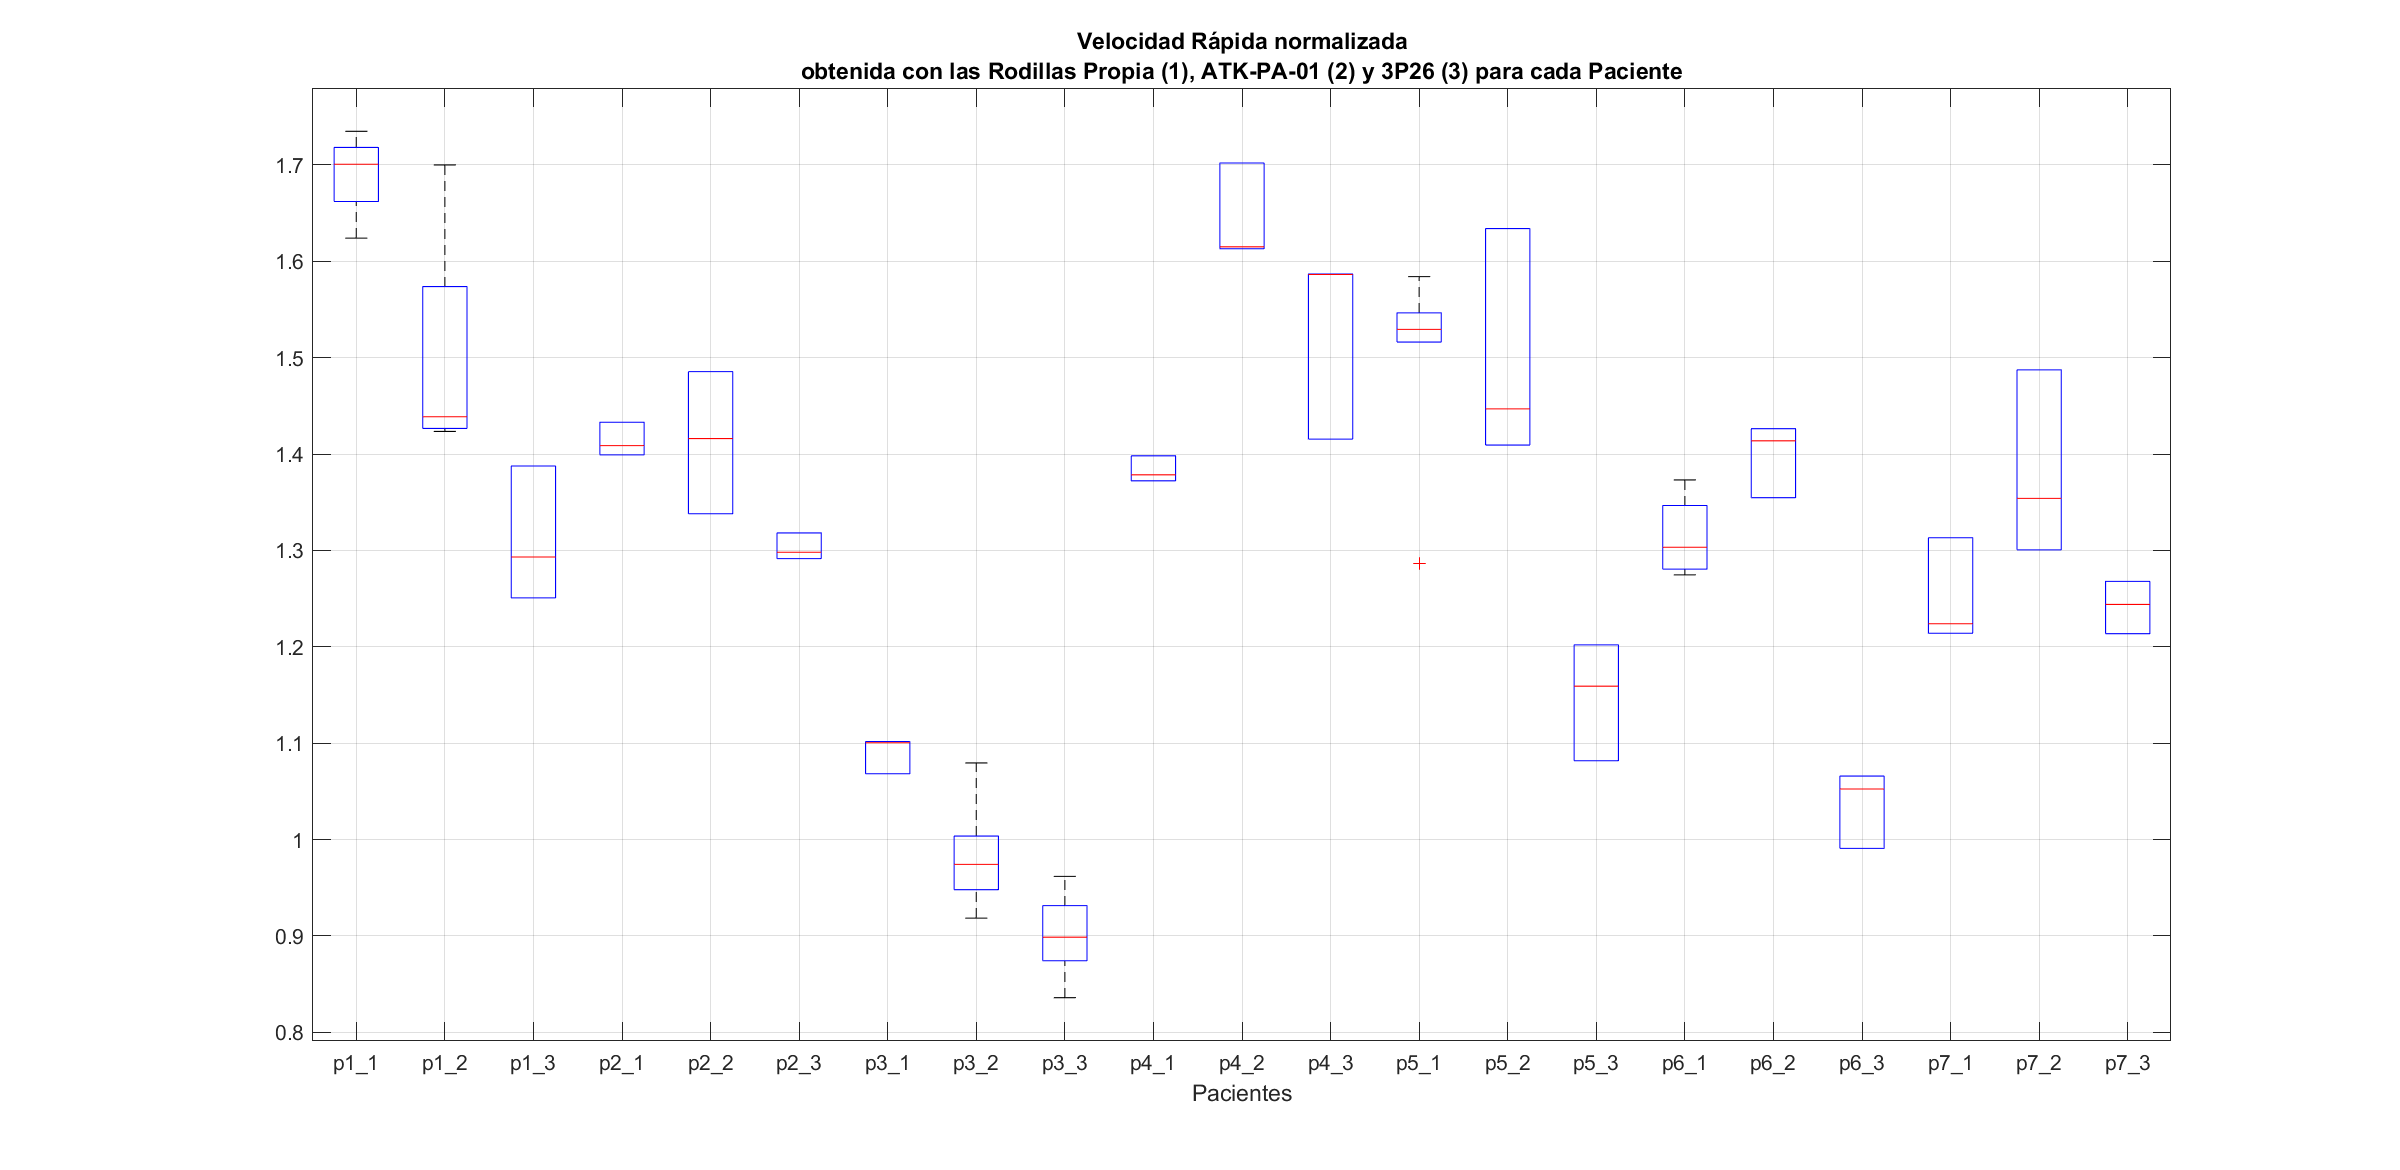 Velocidad Rápida normalizada
obtenida con las Rodillas Propia (1), ATK-PA-01 (2) y 3P26 (3) para cada Paciente
1.7
1.6
1.5
1.4
1.3
1.2
1.1
1
0.9
0.8
p1_1 p1_2 p1_3 p2_1 p2_2 p2_3 p3_1 p3_2 p3_3 p4_1 p4_2 p4_3 p5_1 p5_2 p5_3 p6_1 p6_2 p6_3 p7_1 p7_2 p7_3
Pacientes